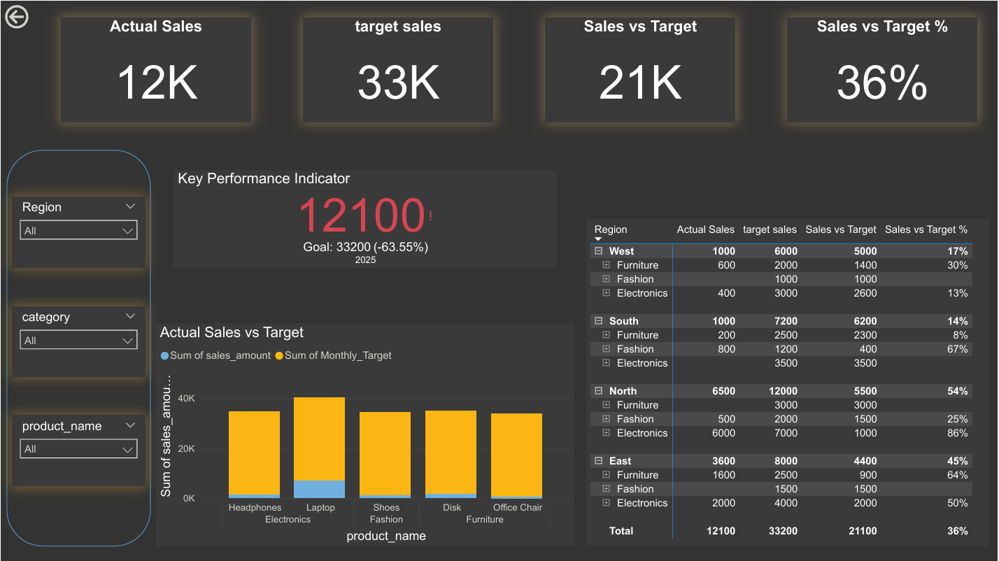 Actual Sales
12K
target sales
33K
Sales vs Target
21K
Sales vs Target %
36%
Region
All
category
All
product_name
All
Key Performance Indicator
12100!
Goal: 33200 (-63.55%)
2025
Actual Sales vs Target
Sum of sales_amount Sum of Monthly_Target
Sum of sales_amou...
40K
20K
0K
Headphones Laptop Shoes Disk Office Chair
Electronics Fashion Furniture
product_name
Region Actual Sales target sales Sales vs Target Sales vs Target %
West 1000 6000 5000 17%
Furniture 600 2000 1400 30%
Fashion 1000 1000
Electronics 400 3000 2600 13%
South 1000 7200 6200 14%
Furniture 200 2500 2300 8%
Fashion 800 1200 400 67%
Electronics 3500 3500
North 6500 12000 5500 54%
Furniture 3000 3000
Fashion 500 2000 1500 25%
Electronics 6000 7000 1000 86%
East 3600 8000 4400 45%
Furniture 1600 2500 900 64%
Fashion 1500 1500
Electronics 2000 4000 2000 50%
Total 12100 33200 21100 36%